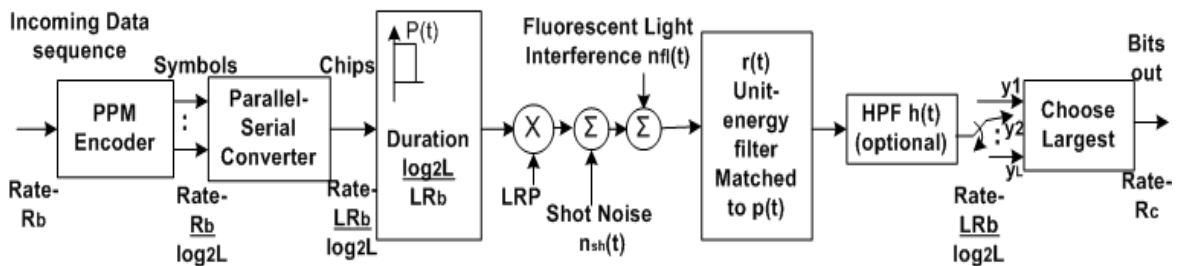 Incoming Data
sequence
PPM
Encoder
Rate-
Rb
Symbols
:
Rate-
Rb
log2L
Parallel-
Serial
Converter
Chips
Rate-
LRb
log2L
P(t)
Duration
log2L
LRb
X
LRP
Σ
Shot Noise
nsh(t)
Fluorescent Light
Interference nfl(t)
Σ
r(t)
Unit-
energy
filter
Matched
to p(t)
HPF h(t)
(optional)
Rate-
LRb
log2L
y1
:y2
yL
Choose
Largest
Bits
out
Rate-
Rc